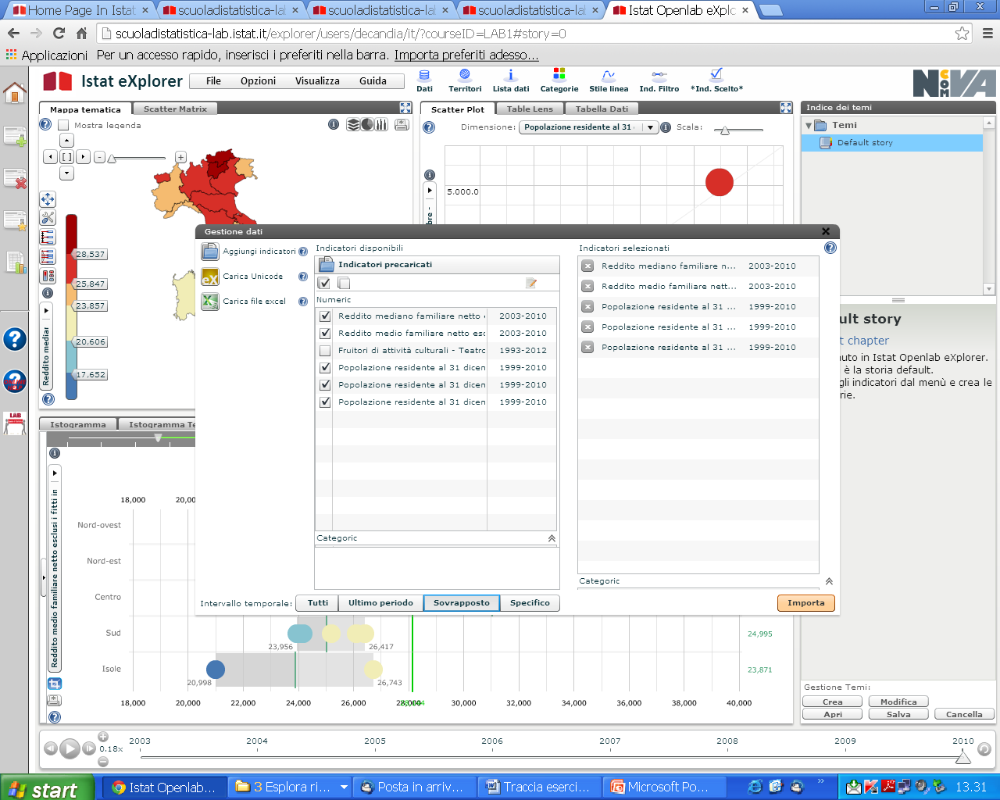 Home Page In Istat
scuoladistatistica-lab
scuoladistatistica-lab
scuoladistatistica-lab
Istat Openlab eXplo
scuoladistatistica-lab.istat.it/explorer/users/decandia/it/?courseID=LAB1#story=0
Applicazioni Per un accesso rapido, inserisci i preferiti nella barra. Importa preferiti adesso...
Istat eXplorer
File Opzioni Visualizza Guida
Dati Territori Lista dati Categorie Stile linea Ind. Filtro *Ind. Scelto*
NComVA
Mappa tematica Scatter Matrix
Mostra legenda
28,537
25,847
23,857
20,606
17,652
Reddito mediar
Scatter Plot Table Lens Tabella Dati
Dimensione: Popolazione residente al 31 Scala:
5.000.0
bre -
Indice dei temi
Temi
Default story
ult story
t chapter
nuto in Istat Openlab eXplorer.
è la storia default.
gli indicatori dal menù e crea le
rie.
Gestione dati
Aggiungi indicatori
Carica Unicode
Carica file excel
Indicatori disponibili
Indicatori precaricati
Numeric
Reddito mediano familiare netto 2003-2010
Reddito medio familiare netto esc 2003-2010
Fruitori di attività culturali - Teatro 1993-2012
Popolazione residente al 31 dicen 1999-2010
Popolazione residente al 31 dicen 1999-2010
Popolazione residente al 31 dicen 1999-2010
Categoric
Indicatori selezionati
Reddito mediano familiare n... 2003-2010
Reddito medio familiare nett... 2003-2010
Popolazione residente al 31 ... 1999-2010
Popolazione residente al 31 ... 1999-2010
Popolazione residente al 31 ... 1999-2010
Categoric
Intervallo temporale: Tutti Ultimo periodo Sovrapposto Specifico Importa
Istogramma Istogramma Te
Reddito medio familiare netto esclusi i fitti in
18,000 20,00
Nord-ovest
Nord-est
Centro
Sud
23,956 26,417 24,995
Isole
20,998 26,743 23,871
18,000 20,000 22,000 24,000 26,000 28,000 30,000 32,000 34,000 36,000 38,000 40,000
Gestione Temi:
Crea Modifica
Apri Salva Cancella
0.18x
2003 2004 2005 2006 2007 2008 2009 2010
start
Istat Openlab...
3 Esplora ri...
Posta in arriv...
Traccia eserci...
Microsoft Po...
13.31